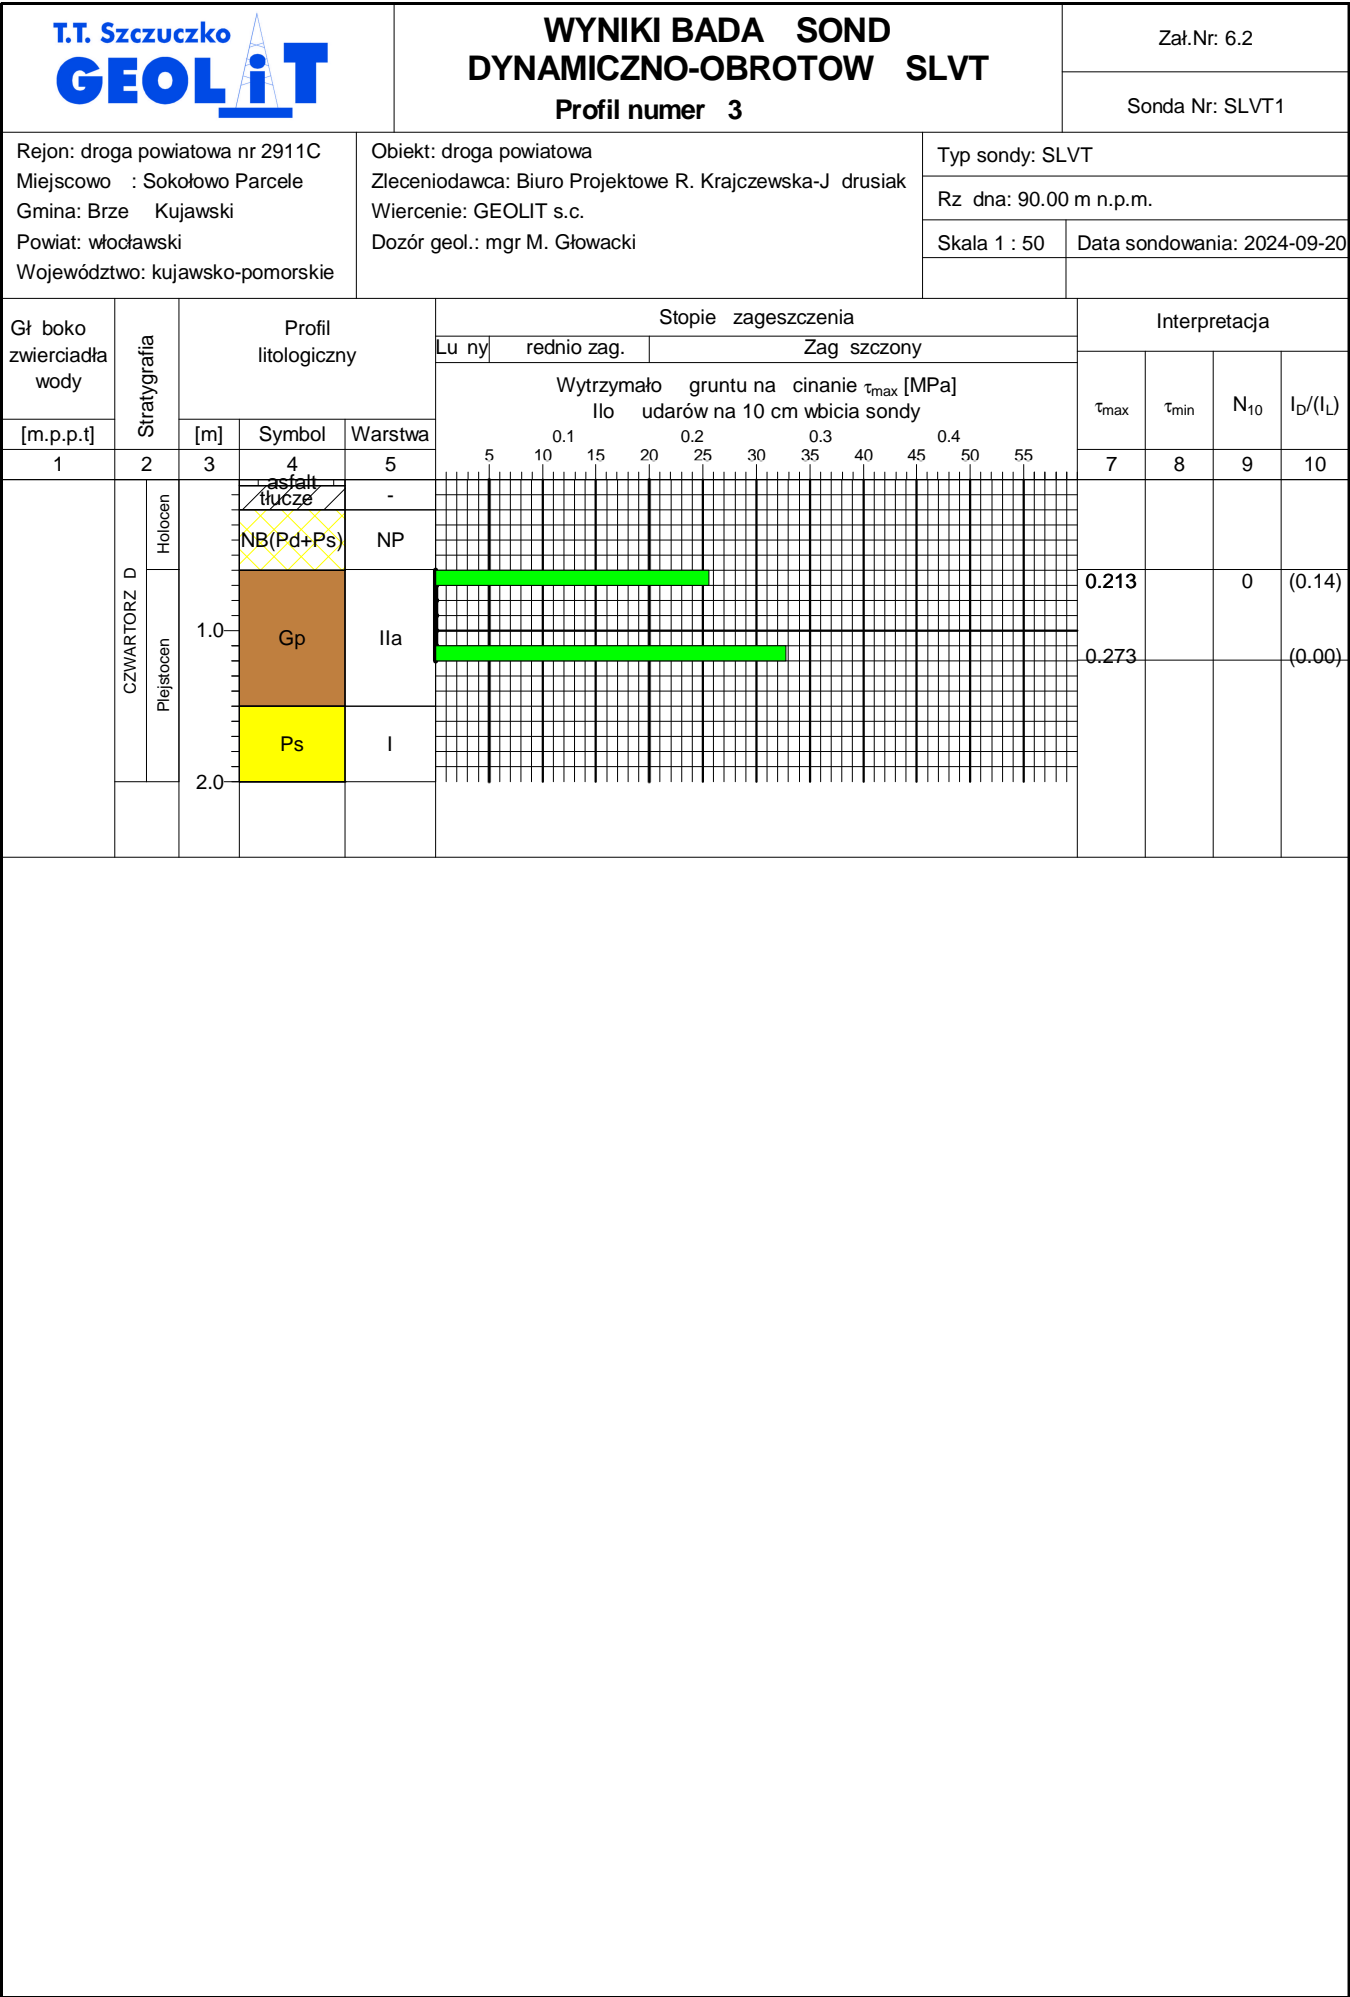 T.T. Szczuczko
GEOLiT
WYNIKI BADA SOND
DYNAMICZNO-OBROTOW SLVT
Profil numer 3
Zał.Nr: 6.2
Sonda Nr: SLVT1
Rejon: droga powiatowa nr 2911C
Miejscowo : Sokołowo Parcele
Gmina: Brze Kujawski
Powiat: włocławski
Województwo: kujawsko-pomorskie
Obiekt: droga powiatowa
Zleceniodawca: Biuro Projektowe R. Krajczewska-J drusiak
Wiercenie: GEOLIT s.c.
Dozór geol.: mgr M. Głowacki
Typ sondy: SLVT
Rz dna: 90.00 m n.p.m.
Skala 1 : 50
Data sondowania: 2024-09-20
Gł boko
zwierciadła
wody
[m.p.p.t]
Stratygrafia
Profil
litologiczny
[m] Symbol Warstwa
Stopie zageszczenia
Lu ny rednio zag. Zag szczony
Wytrzymało gruntu na cinanie τmax [MPa]
Ilo udarów na 10 cm wbicia sondy
0.1 0.2 0.3 0.4
5 10 15 20 25 30 35 40 45 50 55
Interpretacja
τmax τmin N10 ID/(IL)
1 2 3 4 5 7 8 9 10
CZWARTORZ D
Holocen
Plejstocen
asfalt
tłucze -
NB(Pd+Ps) NP
1.0 Gp IIa
Ps I
2.0
0.213 0 (0.14)
0.273 (0.00)